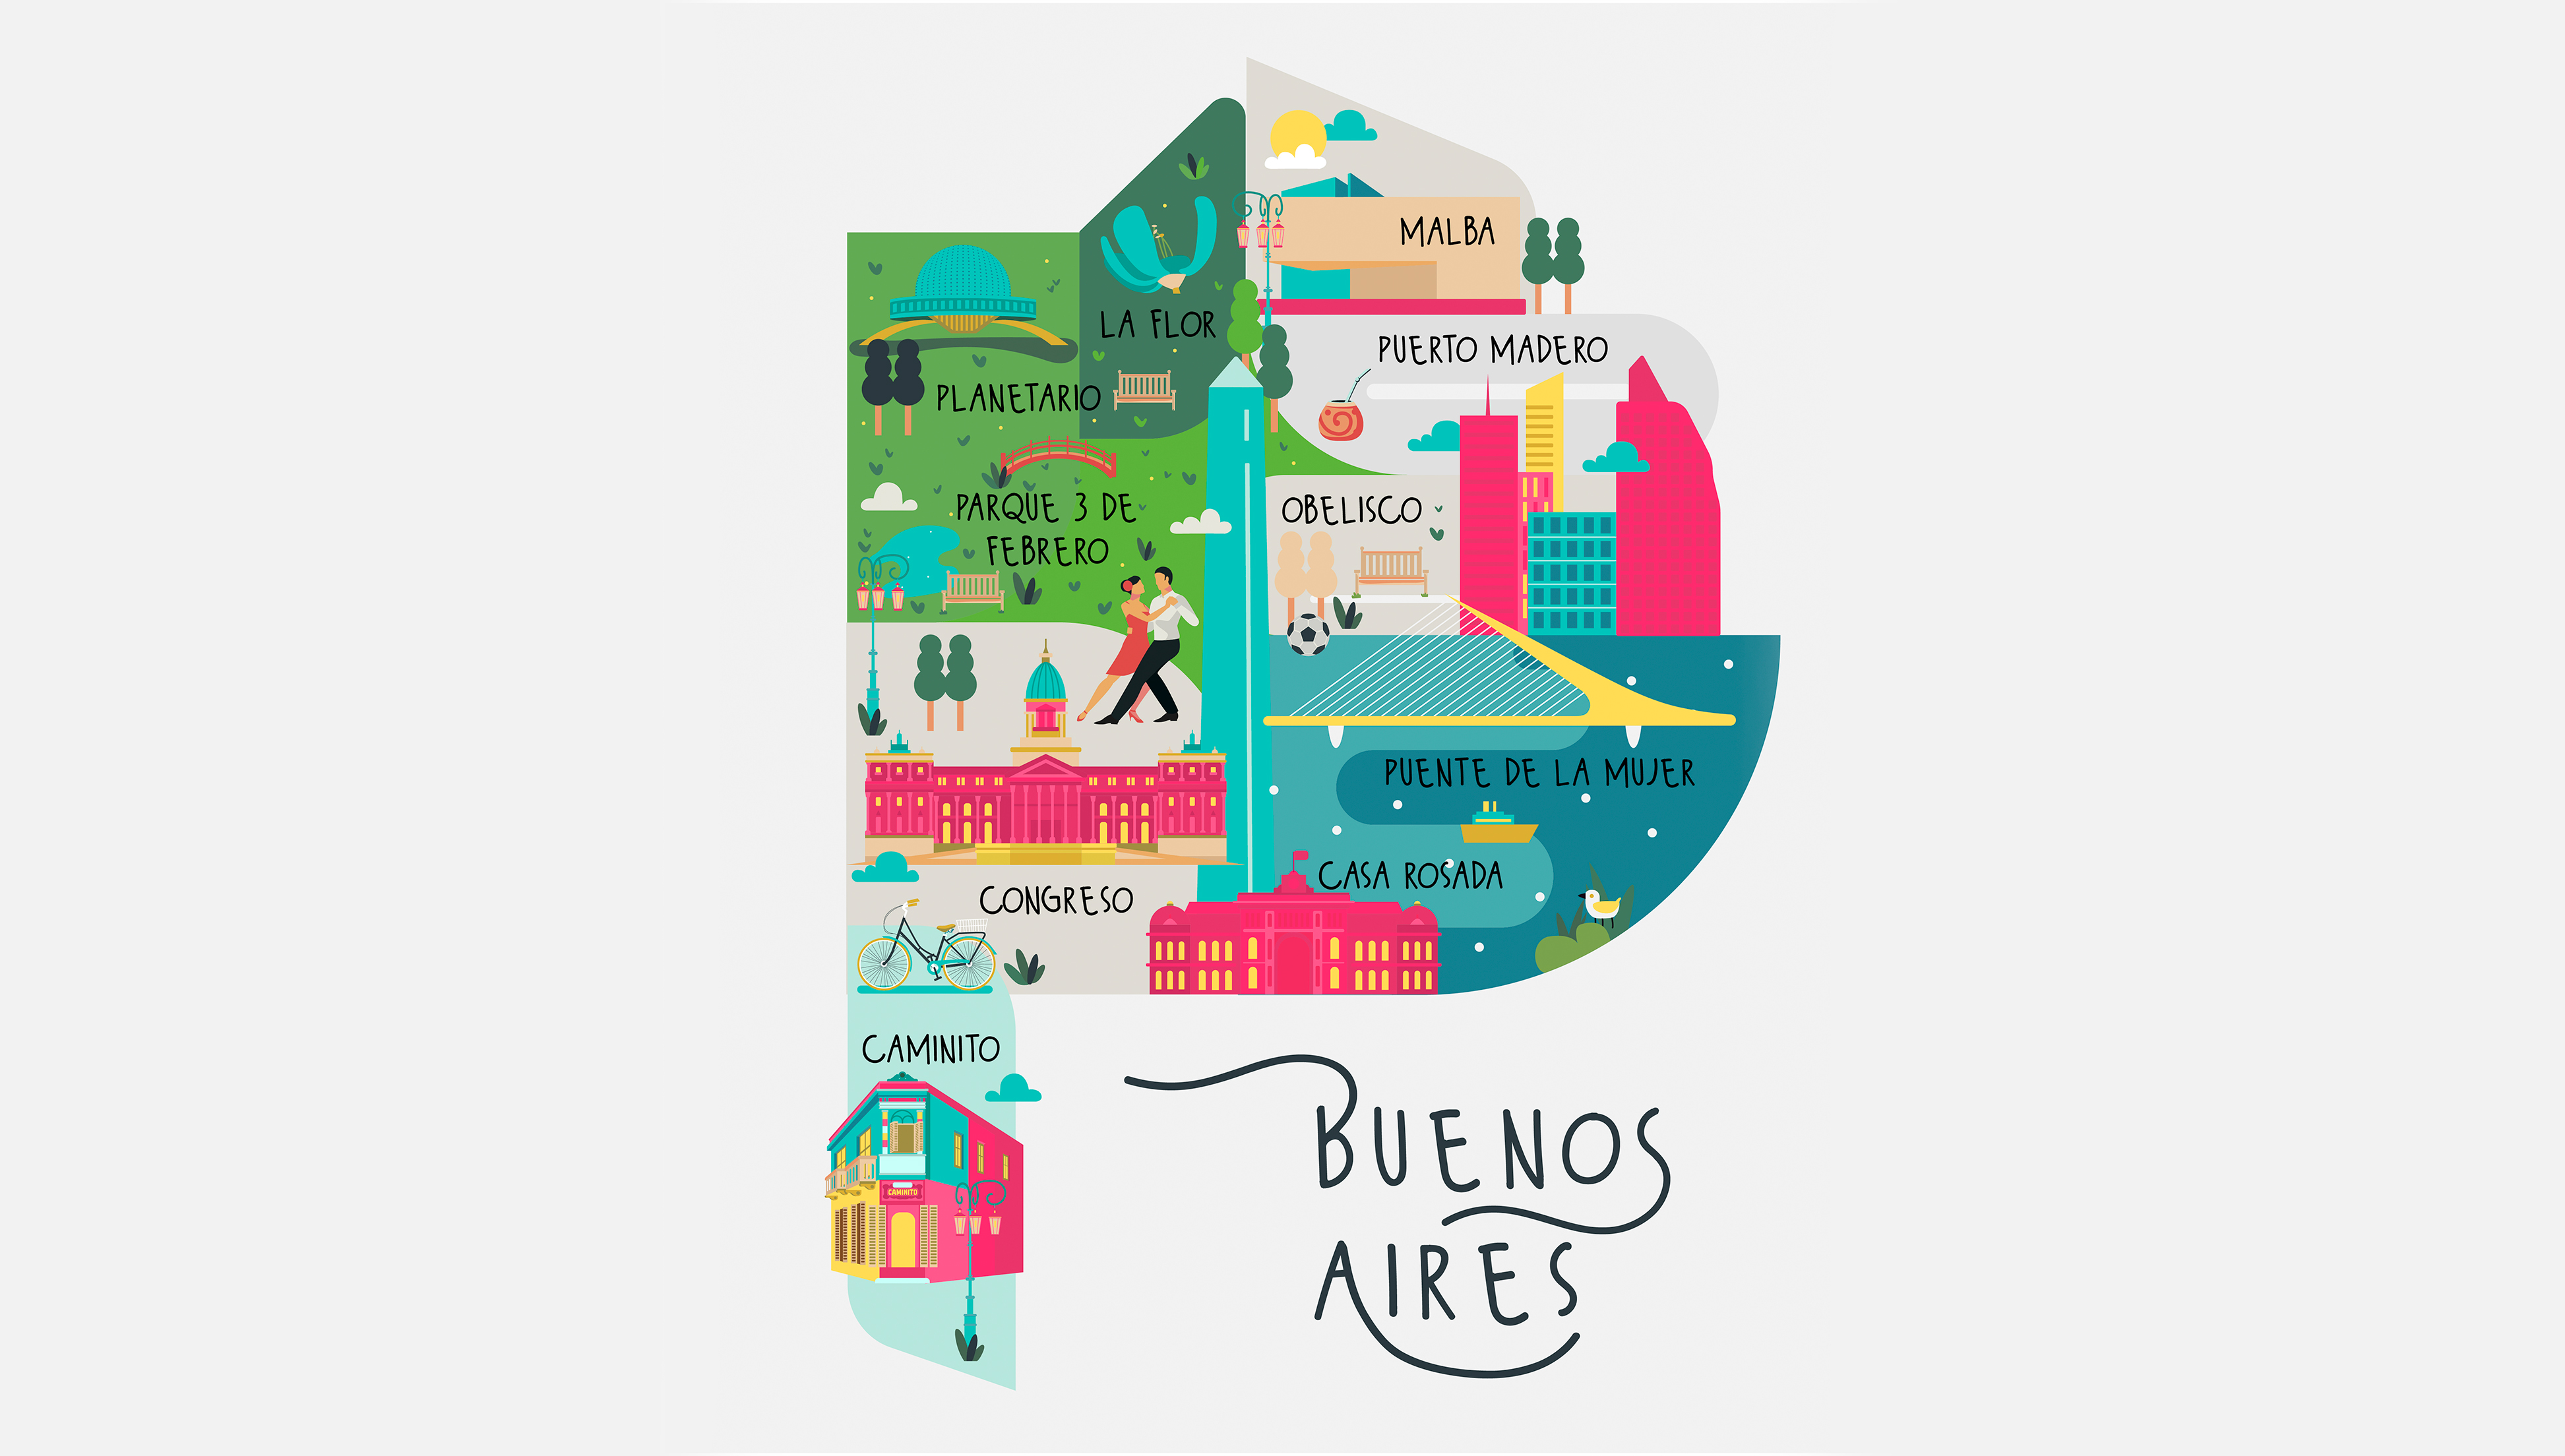 MALBA
LA FLOR
PUERTO MADERO
PLANETARIO
PARQUE 3 DE
FEBRERO
OBELISCO
PUENTE DE LA MUJER
CASA ROSADA
CONGRESO
CAMINITO
CAMINITO
BUENOS
AIRES